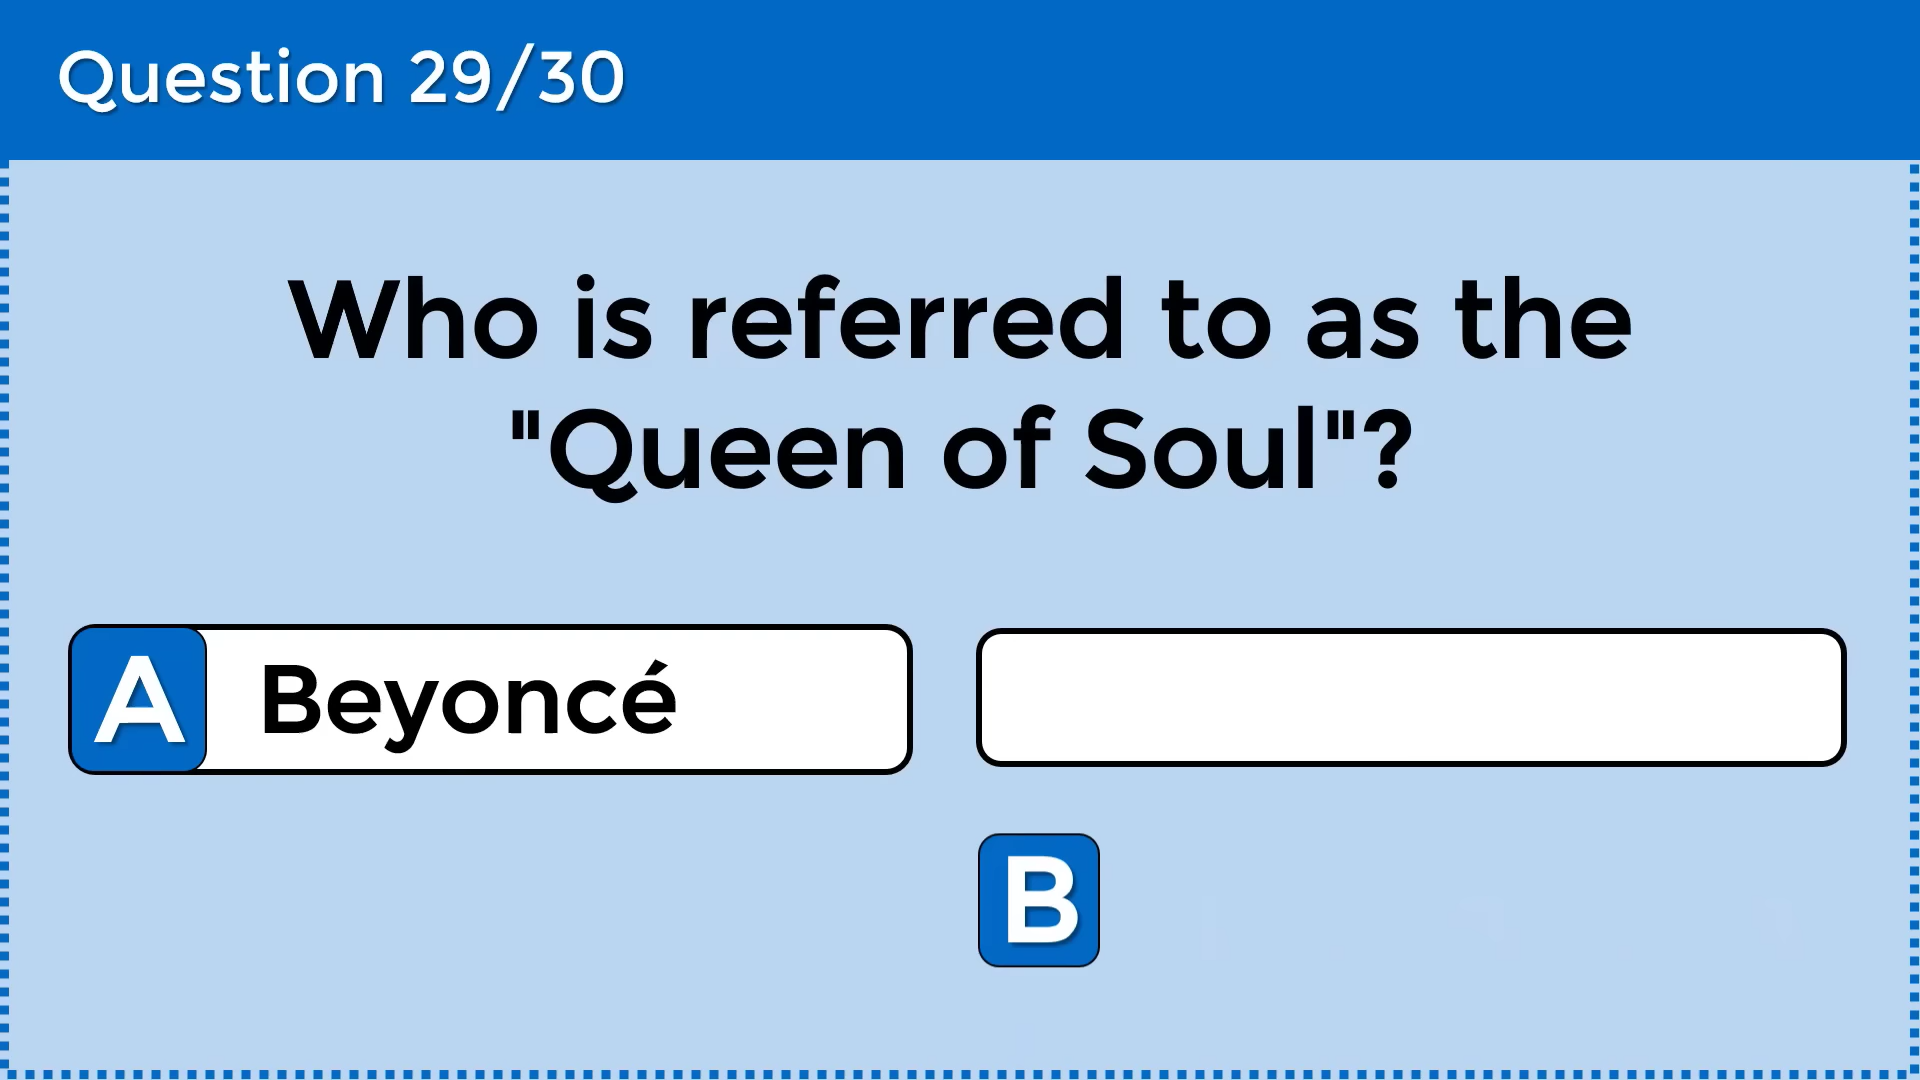 Question 29/30
Who is referred to as the
"Queen of Soul"?
A Beyoncé
B